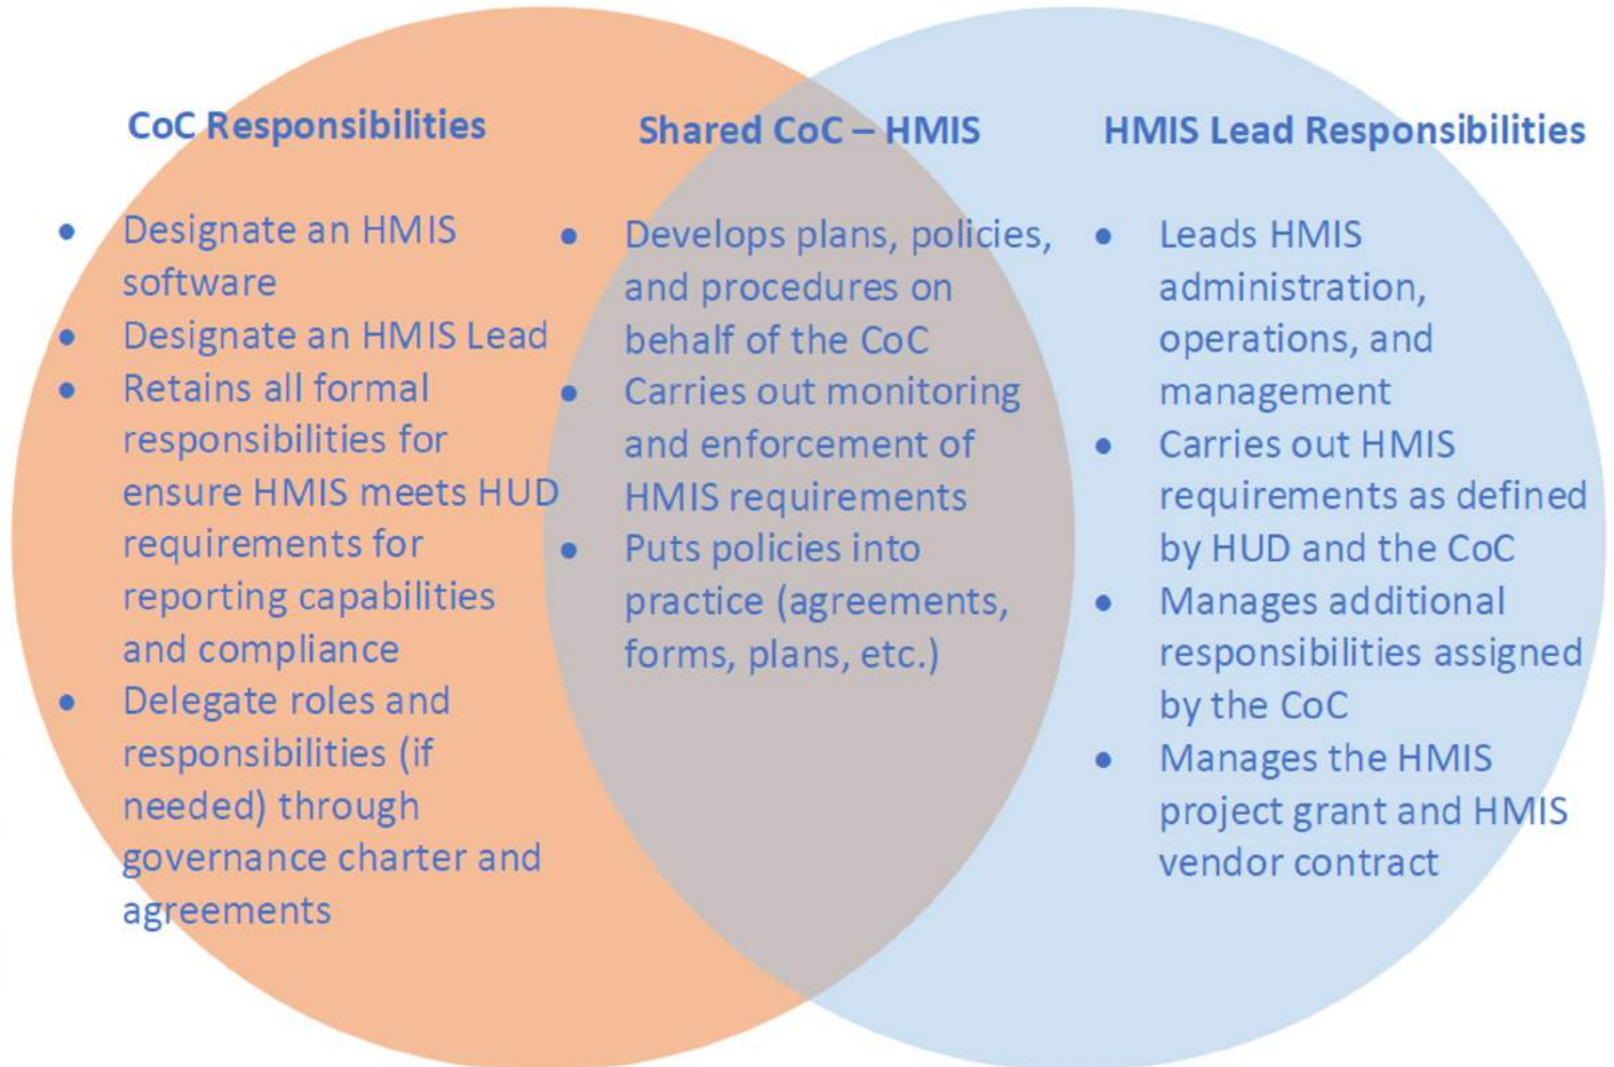 CoC Responsibilities
● Designate an HMIS
software
● Designate an HMIS Lead
● Retains all formal
responsibilities for
ensure HMIS meets HUD
requirements for
reporting capabilities
and compliance
● Delegate roles and
responsibilities (if
needed) through
governance charter and
agreements
Shared CoC – HMIS
● Develops plans, policies,
and procedures on
behalf of the CoC
● Carries out monitoring
and enforcement of
HMIS requirements
● Puts policies into
practice (agreements,
forms, plans, etc.)
HMIS Lead Responsibilities
● Leads HMIS
administration,
operations, and
management
● Carries out HMIS
requirements as defined
by HUD and the CoC
● Manages additional
responsibilities assigned
by the CoC
● Manages the HMIS
project grant and HMIS
vendor contract